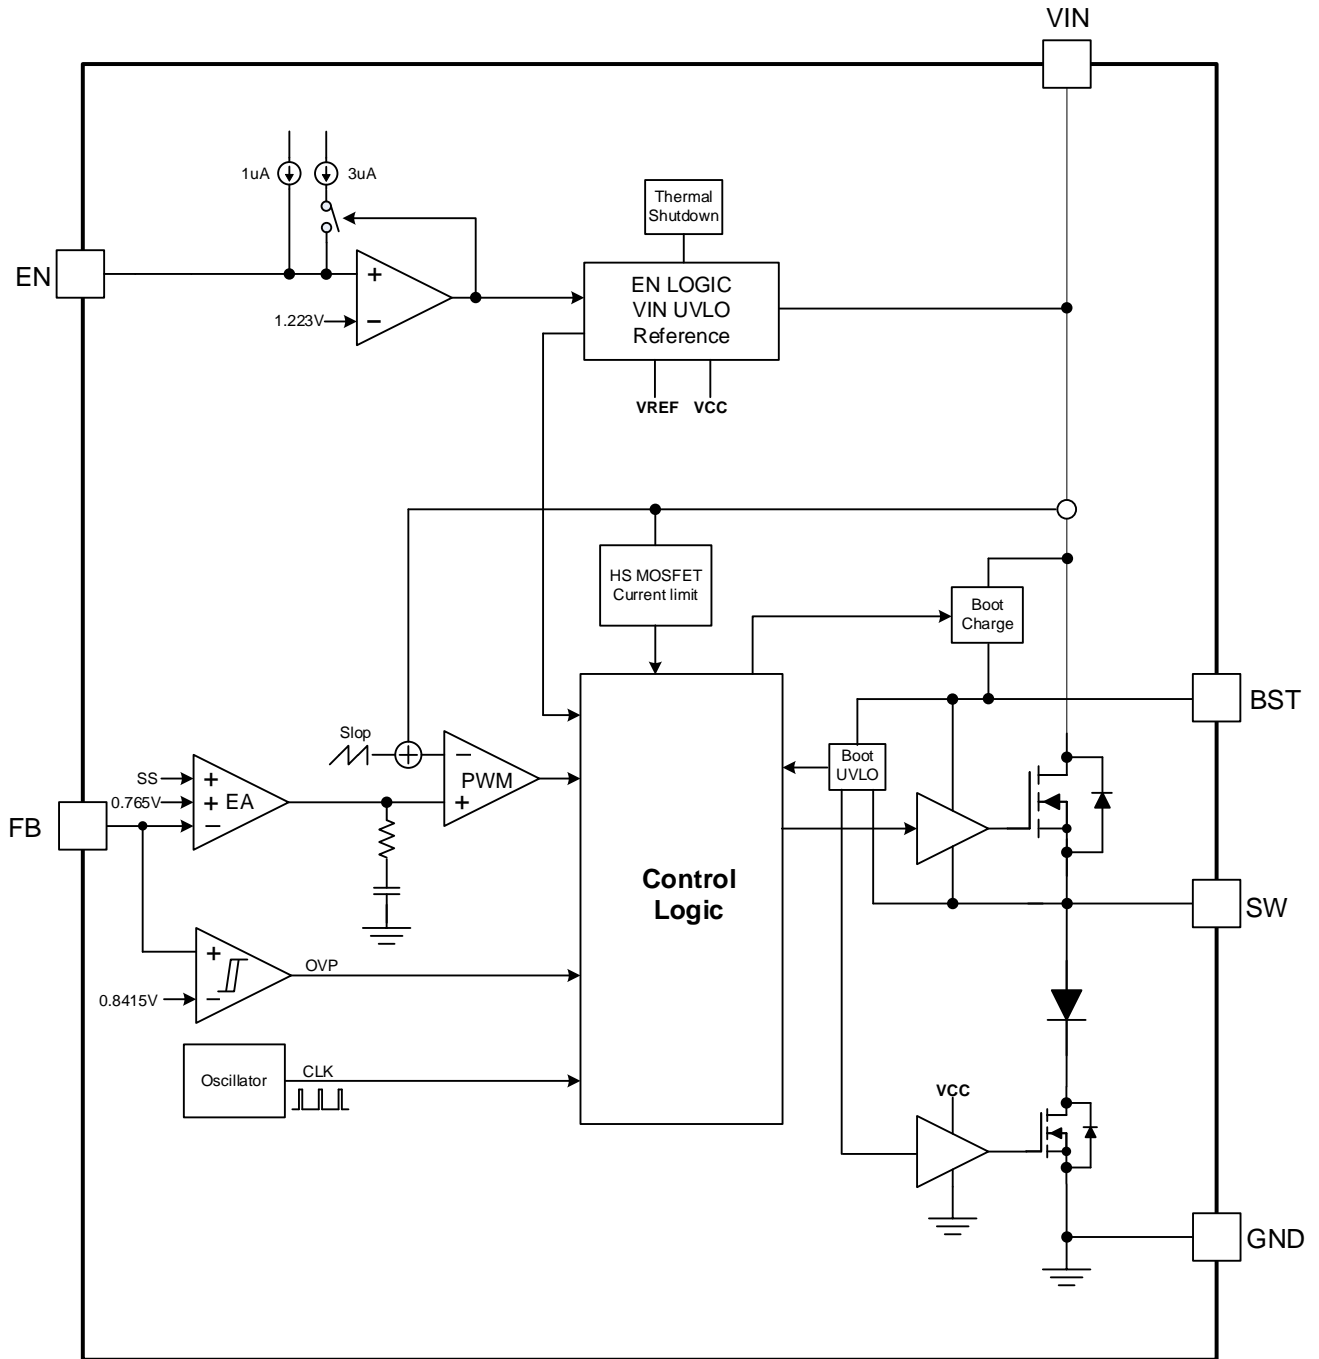 VIN
1uA
3uA
Thermal
Shutdown
EN
+
−
1.223V
EN LOGIC
VIN UVLO
Reference
VREF
VCC
HS MOSFET
Current limit
Boot
Charge
BST
Slop
+
−
+
PWM
Boot
UVLO
SS
0.765V
+
+
−
EA
FB
Control
Logic
SW
+
−
OVP
0.8415V
Oscillator
CLK
VCC
GND